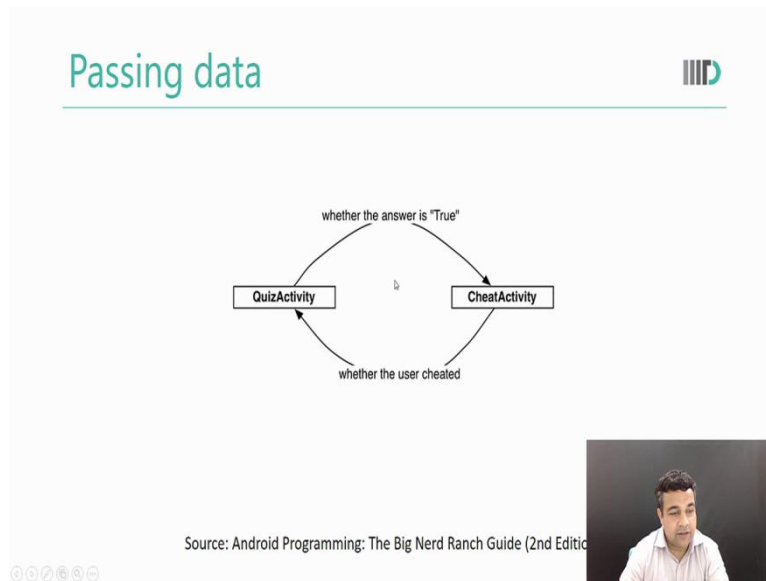 Passing data
whether the answer is "True"
QuizActivity
CheatActivity
whether the user cheated
Source: Android Programming: The Big Nerd Ranch Guide (2nd Editio